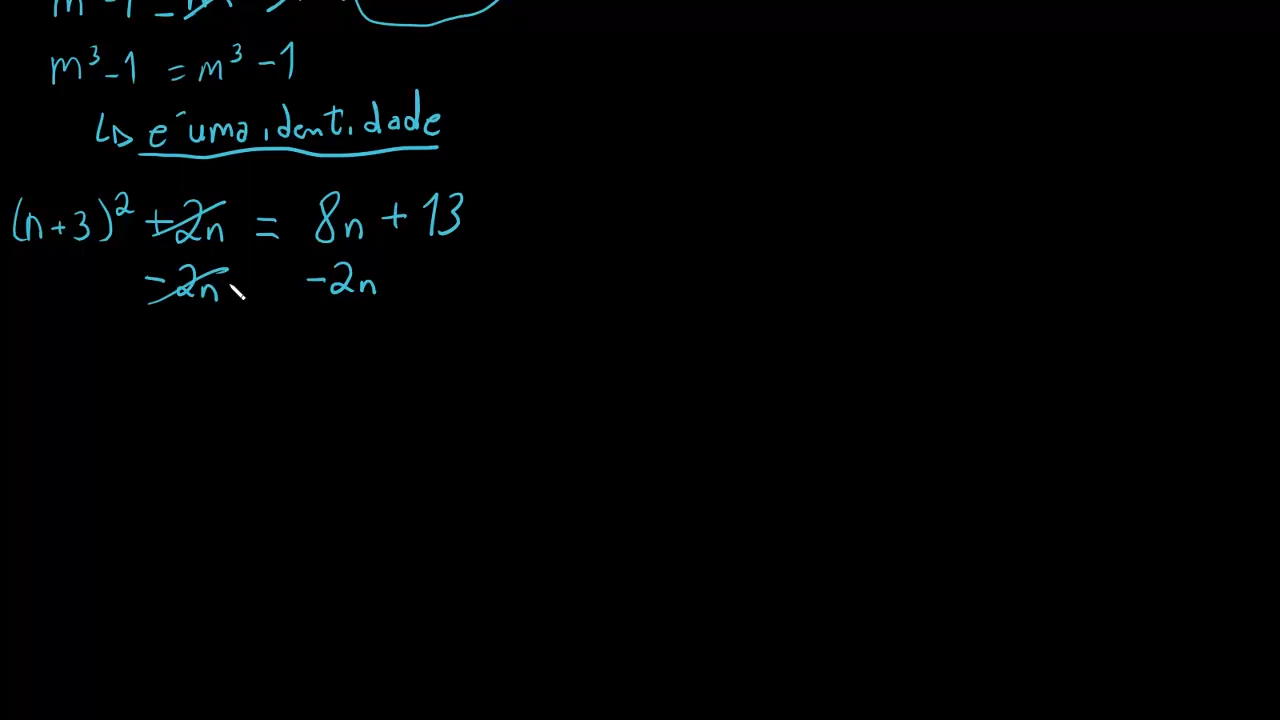 m³-1 = m³-1
↳ é uma identidade
(n+3)² + 2n = 8n + 13
-2n -2n